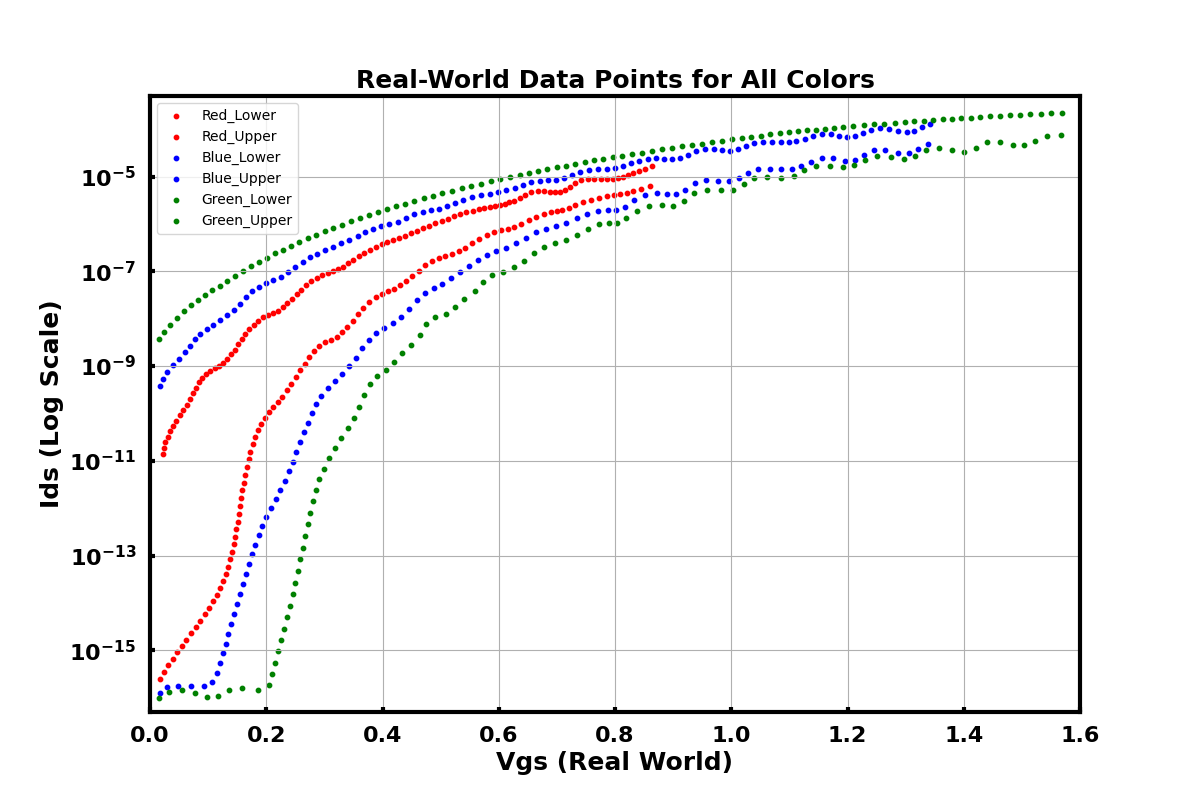 Real-World Data Points for All Colors
Red_Lower
Red_Upper
Blue_Lower
Blue_Upper
Green_Lower
Green_Upper
Ids (Log Scale)
10⁻⁵
10⁻⁷
10⁻⁹
10⁻¹¹
10⁻¹³
10⁻¹⁵
0.0 0.2 0.4 0.6 0.8 1.0 1.2 1.4 1.6
Vgs (Real World)